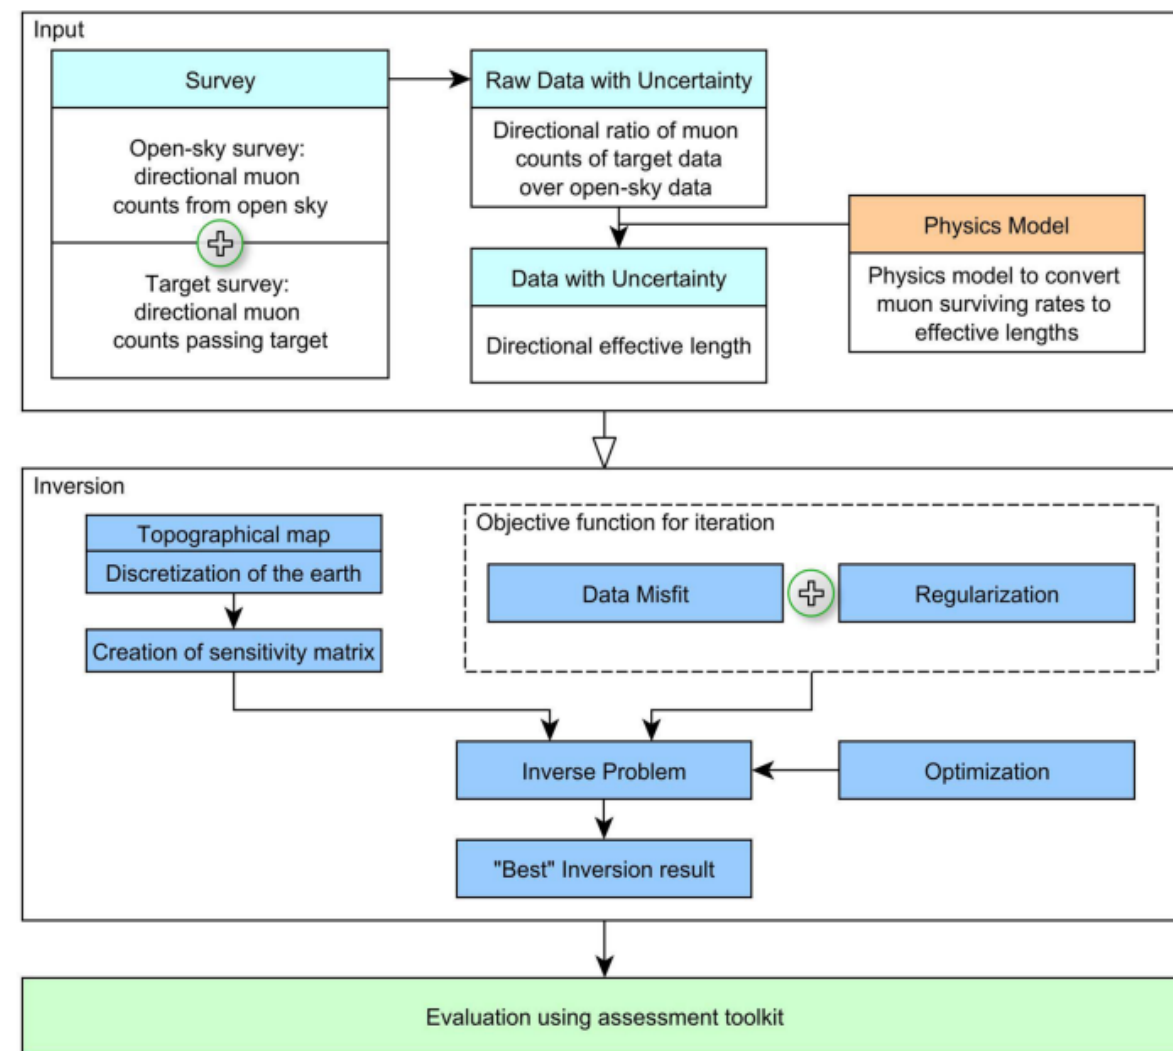 Input
Survey
Open-sky survey:
directional muon
counts from open sky
Target survey:
directional muon
counts passing target
Raw Data with Uncertainty
Directional ratio of muon
counts of target data
over open-sky data
Physics Model
Physics model to convert
muon surviving rates to
effective lengths
Data with Uncertainty
Directional effective length
Inversion
Topographical map
Discretization of the earth
Creation of sensitivity matrix
Objective function for iteration
Data Misfit
Regularization
Inverse Problem
Optimization
"Best" Inversion result
Evaluation using assessment toolkit